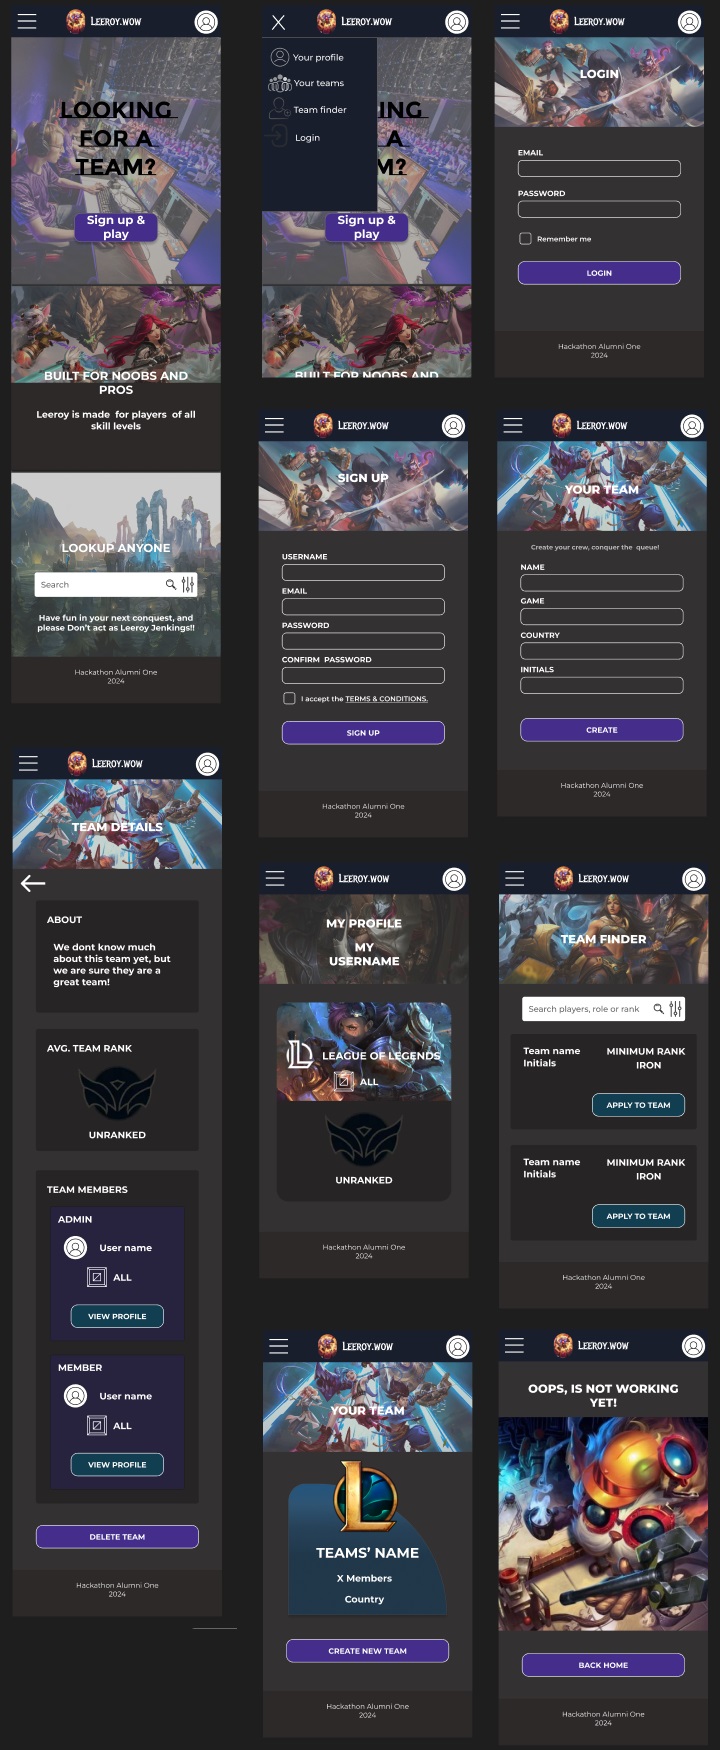 LEEROY.WOW
LOOKING
FOR A
TEAM?
Sign up &
play
BUILT FOR NOOBS AND
PROS
Leeroy is made for players of all
skill levels
LOOKUP ANYONE
Search
Have fun in your next conquest, and
please Don't act as Leeroy Jenkings!!
Hackathon Alumni One
2024
LEEROY.WOW
Your profile
Your teams
Team finder
Login
ING
A
M?
Sign up &
play
BUILT FOR NOOBS AND
LEEROY.WOW
LOGIN
EMAIL
PASSWORD
Remember me
LOGIN
Hackathon Alumni One
2024
LEEROY.WOW
SIGN UP
USERNAME
EMAIL
PASSWORD
CONFIRM PASSWORD
I accept the TERMS & CONDITIONS.
SIGN UP
Hackathon Alumni One
2024
LEEROY.WOW
YOUR TEAM
Create your crew, conquer the queue!
NAME
GAME
COUNTRY
INITIALS
CREATE
Hackathon Alumni One
2024
LEEROY.WOW
TEAM DETAILS
ABOUT
We dont know much
about this team yet, but
we are sure they are a
great team!
AVG. TEAM RANK
UNRANKED
TEAM MEMBERS
ADMIN
User name
ALL
VIEW PROFILE
MEMBER
User name
ALL
VIEW PROFILE
DELETE TEAM
Hackathon Alumni One
2024
LEEROY.WOW
MY PROFILE
MY
USERNAME
LEAGUE OF LEGENDS
ALL
UNRANKED
Hackathon Alumni One
2024
LEEROY.WOW
TEAM FINDER
Search players, role or rank
Team name
Initials
MINIMUM RANK
IRON
APPLY TO TEAM
Team name
Initials
MINIMUM RANK
IRON
APPLY TO TEAM
Hackathon Alumni One
2024
LEEROY.WOW
YOUR TEAM
TEAMS' NAME
X Members
Country
CREATE NEW TEAM
Hackathon Alumni One
2024
LEEROY.WOW
OOPS, IS NOT WORKING
YET!
BACK HOME
Hackathon Alumni One
2024